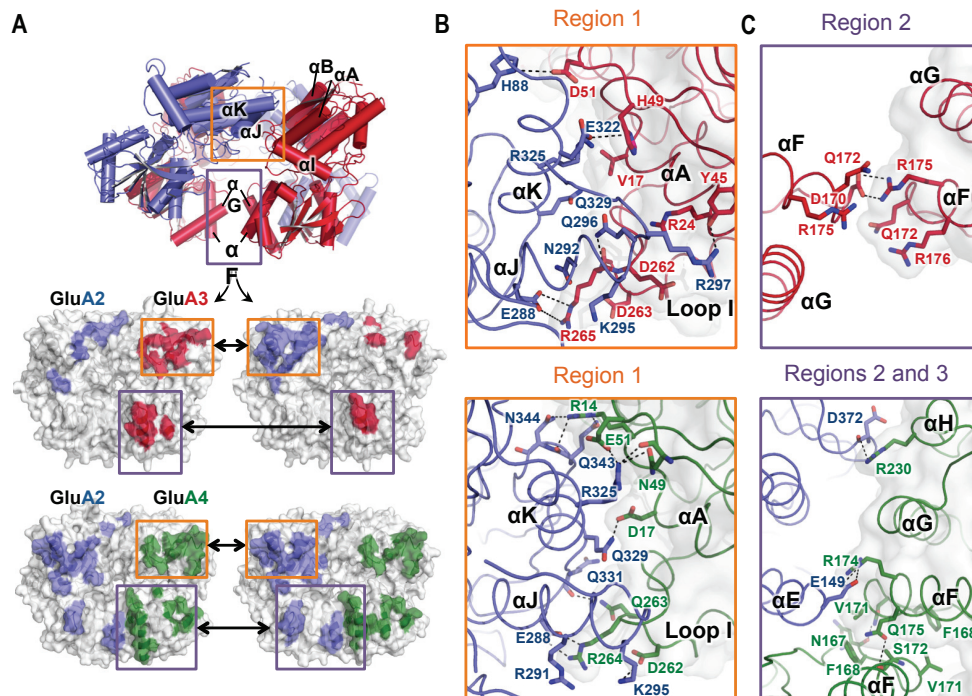 A
αB
αA
αK
αJ
αI
α
G
α
F
GluA2 GluA3
GluA2 GluA4
B Region 1
H88
D51
H49
E322
R325
V17
αA
Y45
αK
Q329
Q296
R24
N292
αJ
D262
R297
E288
D263
Loop I
K295
R265
Region 1
N344
R14
E51
Q343
N49
R325
αK
αA
D17
Q329
Q331
αJ
Q263
E288
Loop I
R264
D262
R291
K295
C Region 2
αG
αF
Q172
R175
D170
αF
R175
Q172
R176
αG
Regions 2 and 3
D372
αH
R230
αG
R174
E149
αE
V171
αF
Q175
F168
N167
S172
F168
αF
V171